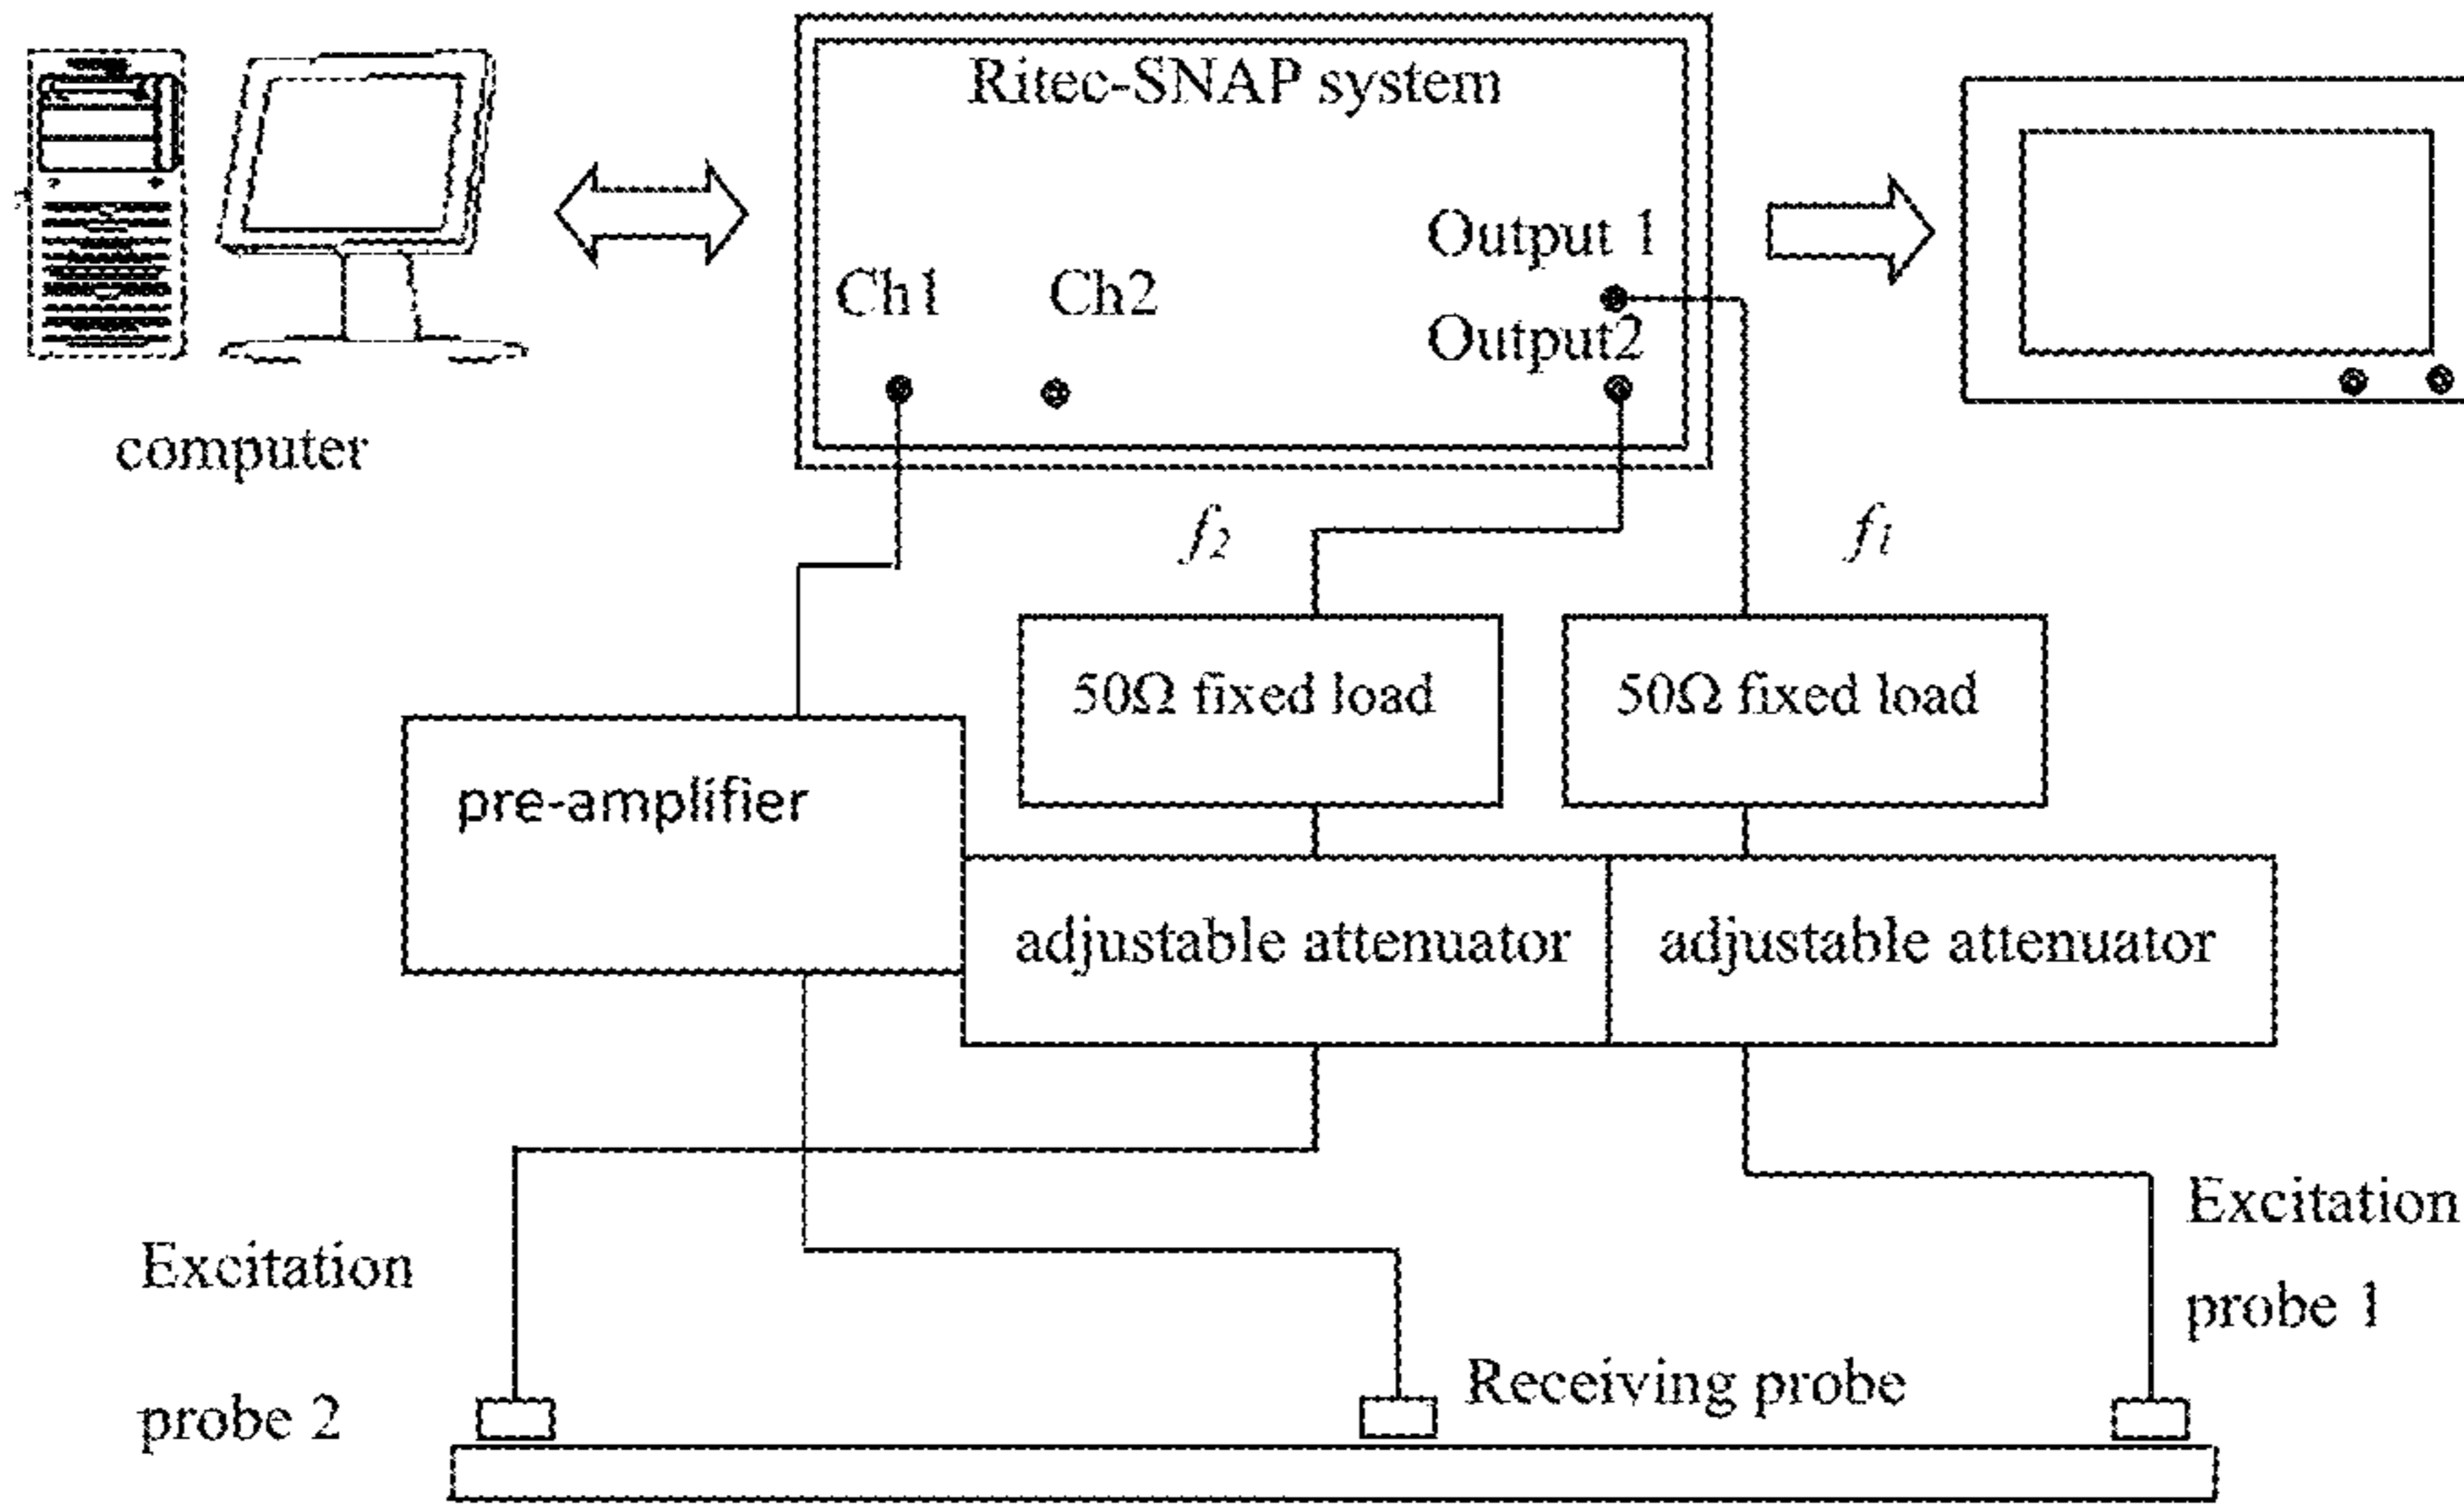 Ritec-SNAP system
Output 1
Ch1
Ch2
Output2
computer
f2
f1
50Ω fixed load
50Ω fixed load
pre-amplifier
adjustable attenuator
adjustable attenuator
Excitation
probe 1
Excitation
probe 2
Receiving probe